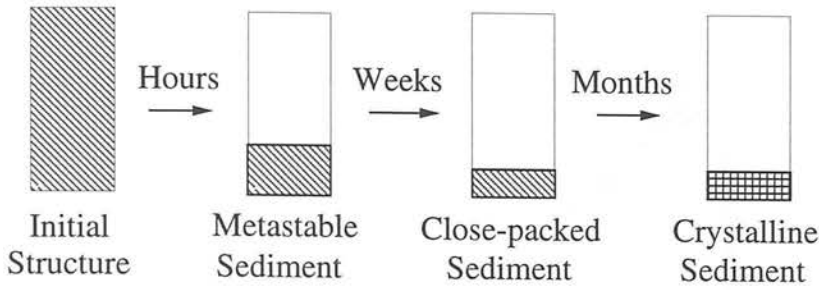 Hours
Weeks
Months
Initial
Structure
Metastable
Sediment
Close-packed
Sediment
Crystalline
Sediment